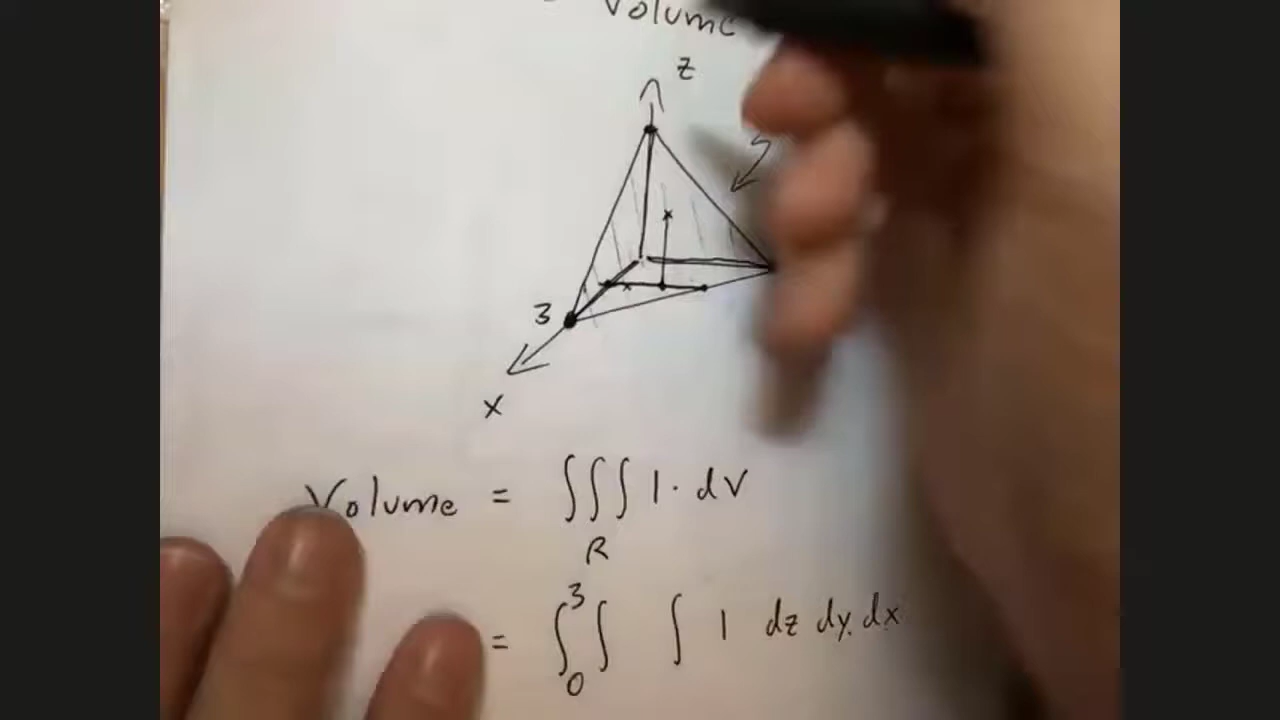 Volume
z
3
x
Volume = ∫∫∫ 1 · dV
R
= ∫₀³ ∫ ∫ 1 dz dy dx